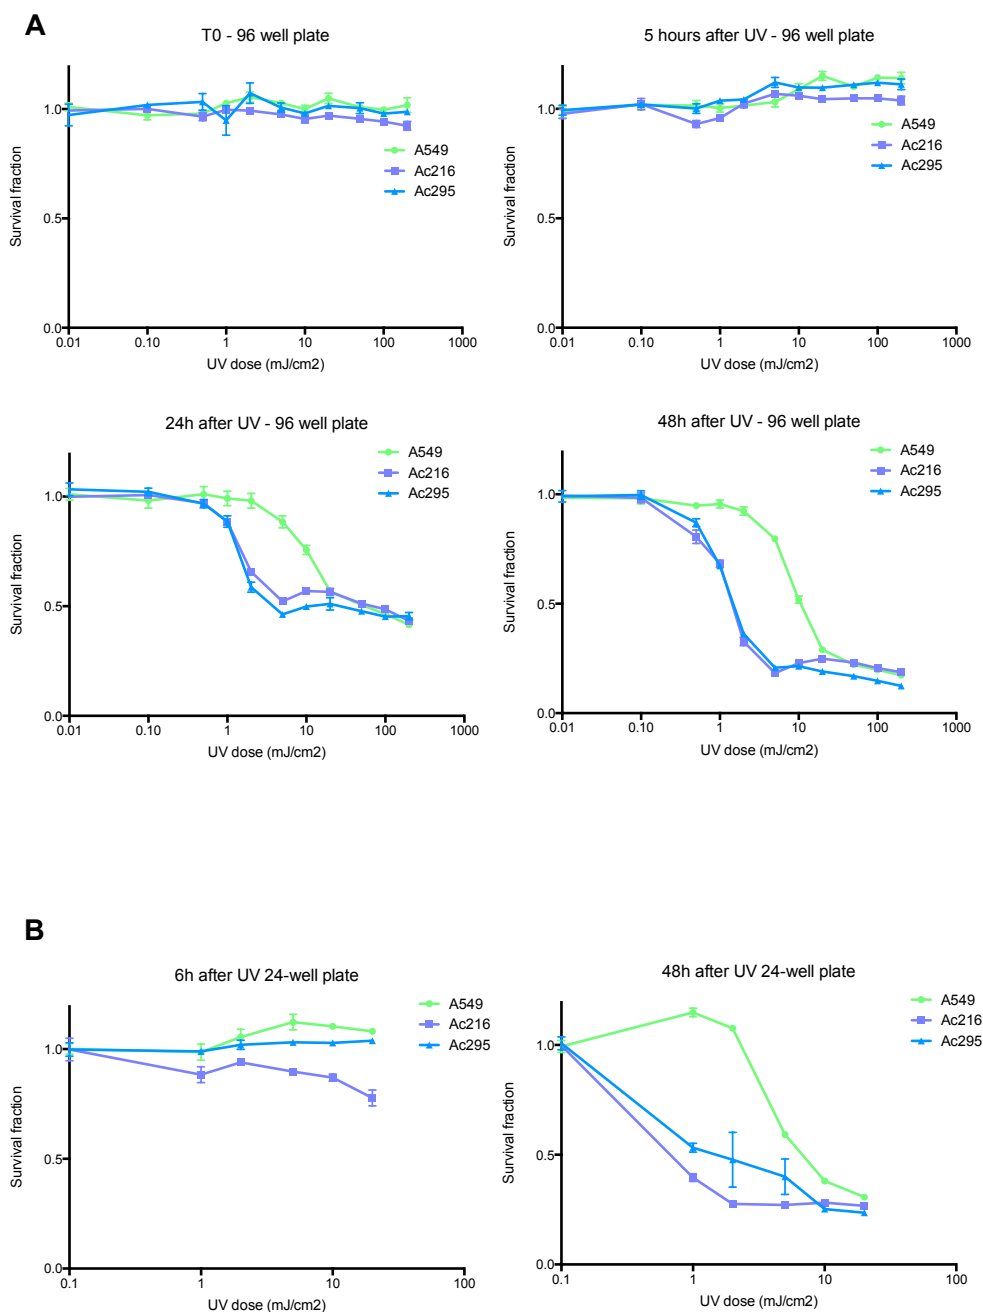 A
T0 - 96 well plate
1.0
0.5
0.0
Survival fraction
A549
Ac216
Ac295
0.01 0.10 1 10 100 1000
UV dose (mJ/cm2)
5 hours after UV - 96 well plate
1.0
0.5
0.0
Survival fraction
A549
Ac216
Ac295
0.01 0.10 1 10 100 1000
UV dose (mJ/cm2)
24h after UV - 96 well plate
1.0
0.5
0.0
Survival fraction
A549
Ac216
Ac295
0.01 0.10 1 10 100 1000
UV dose (mJ/cm2)
48h after UV - 96 well plate
1.0
0.5
0.0
Survival fraction
A549
Ac216
Ac295
0.01 0.10 1 10 100 1000
UV dose (mJ/cm2)
B
6h after UV 24-well plate
1.0
0.5
0.0
Survival fraction
A549
Ac216
Ac295
0.1 1 10 100
UV dose (mJ/cm2)
48h after UV 24-well plate
1.0
0.5
0.0
Survival fraction
A549
Ac216
Ac295
0.1 1 10 100
UV dose (mJ/cm2)